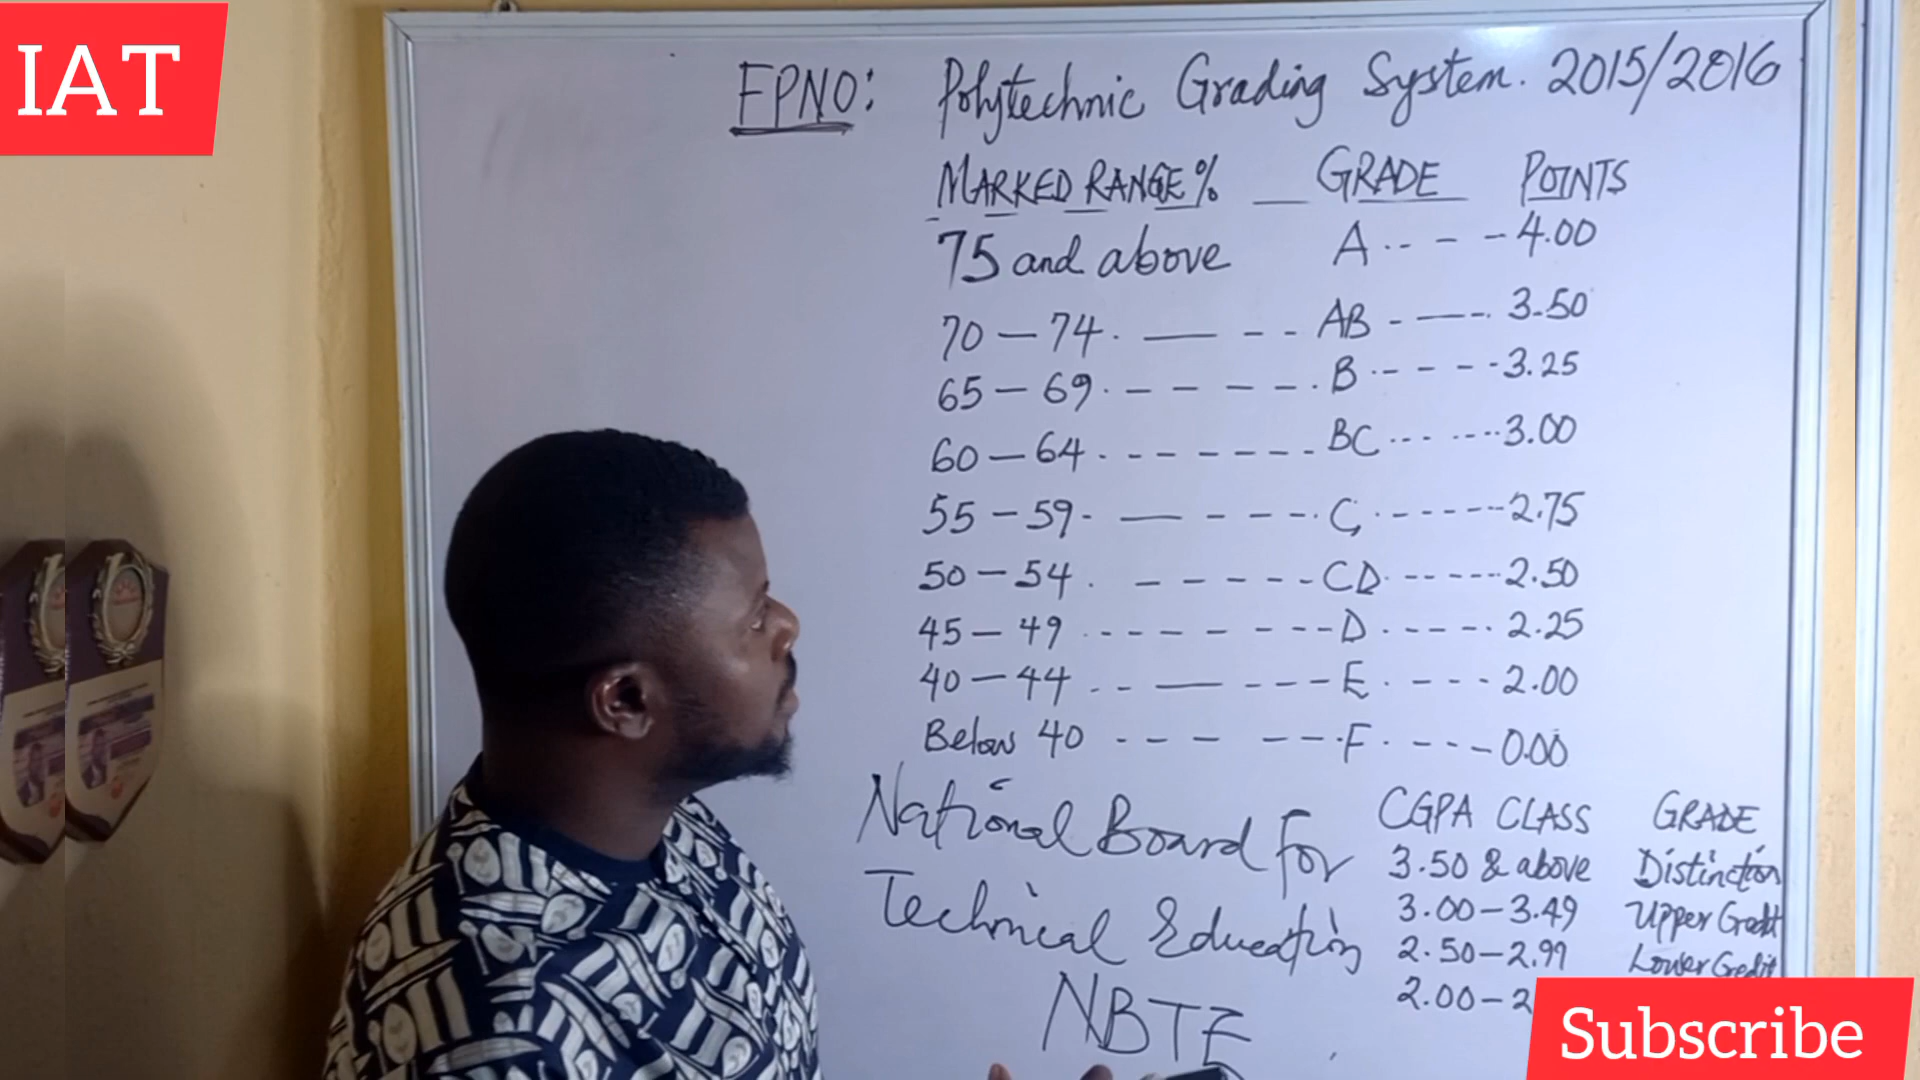 IAT
FPNO: Polytechnic Grading System. 2015/2016
MARKED RANGE % GRADE POINTS
75 and above A 4.00
70-74 AB 3.50
65-69 B 3.25
60-64 BC 3.00
55-59 C 2.75
50-54 CD 2.50
45-49 D 2.25
40-44 E 2.00
Below 40 F 0.00
National Board For
Technical Education
NBTE
CGPA CLASS GRADE
3.50 & above Distinction
3.00-3.49 Upper Credit
2.50-2.99 Lower Credit
2.00-2
Subscribe